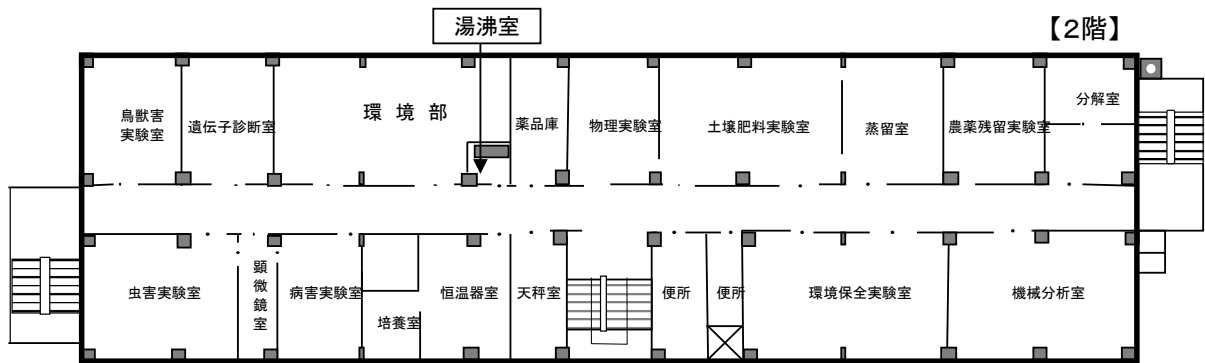 湯沸室
【2階】
鳥獣害
実験室
遺伝子診断室
環境部
薬品庫
物理実験室
土壌肥料実験室
蒸留室
農薬残留実験室
分解室
虫害実験室
顕微鏡室
病害実験室
培養室
恒温器室
天秤室
便所
便所
環境保全実験室
機械分析室